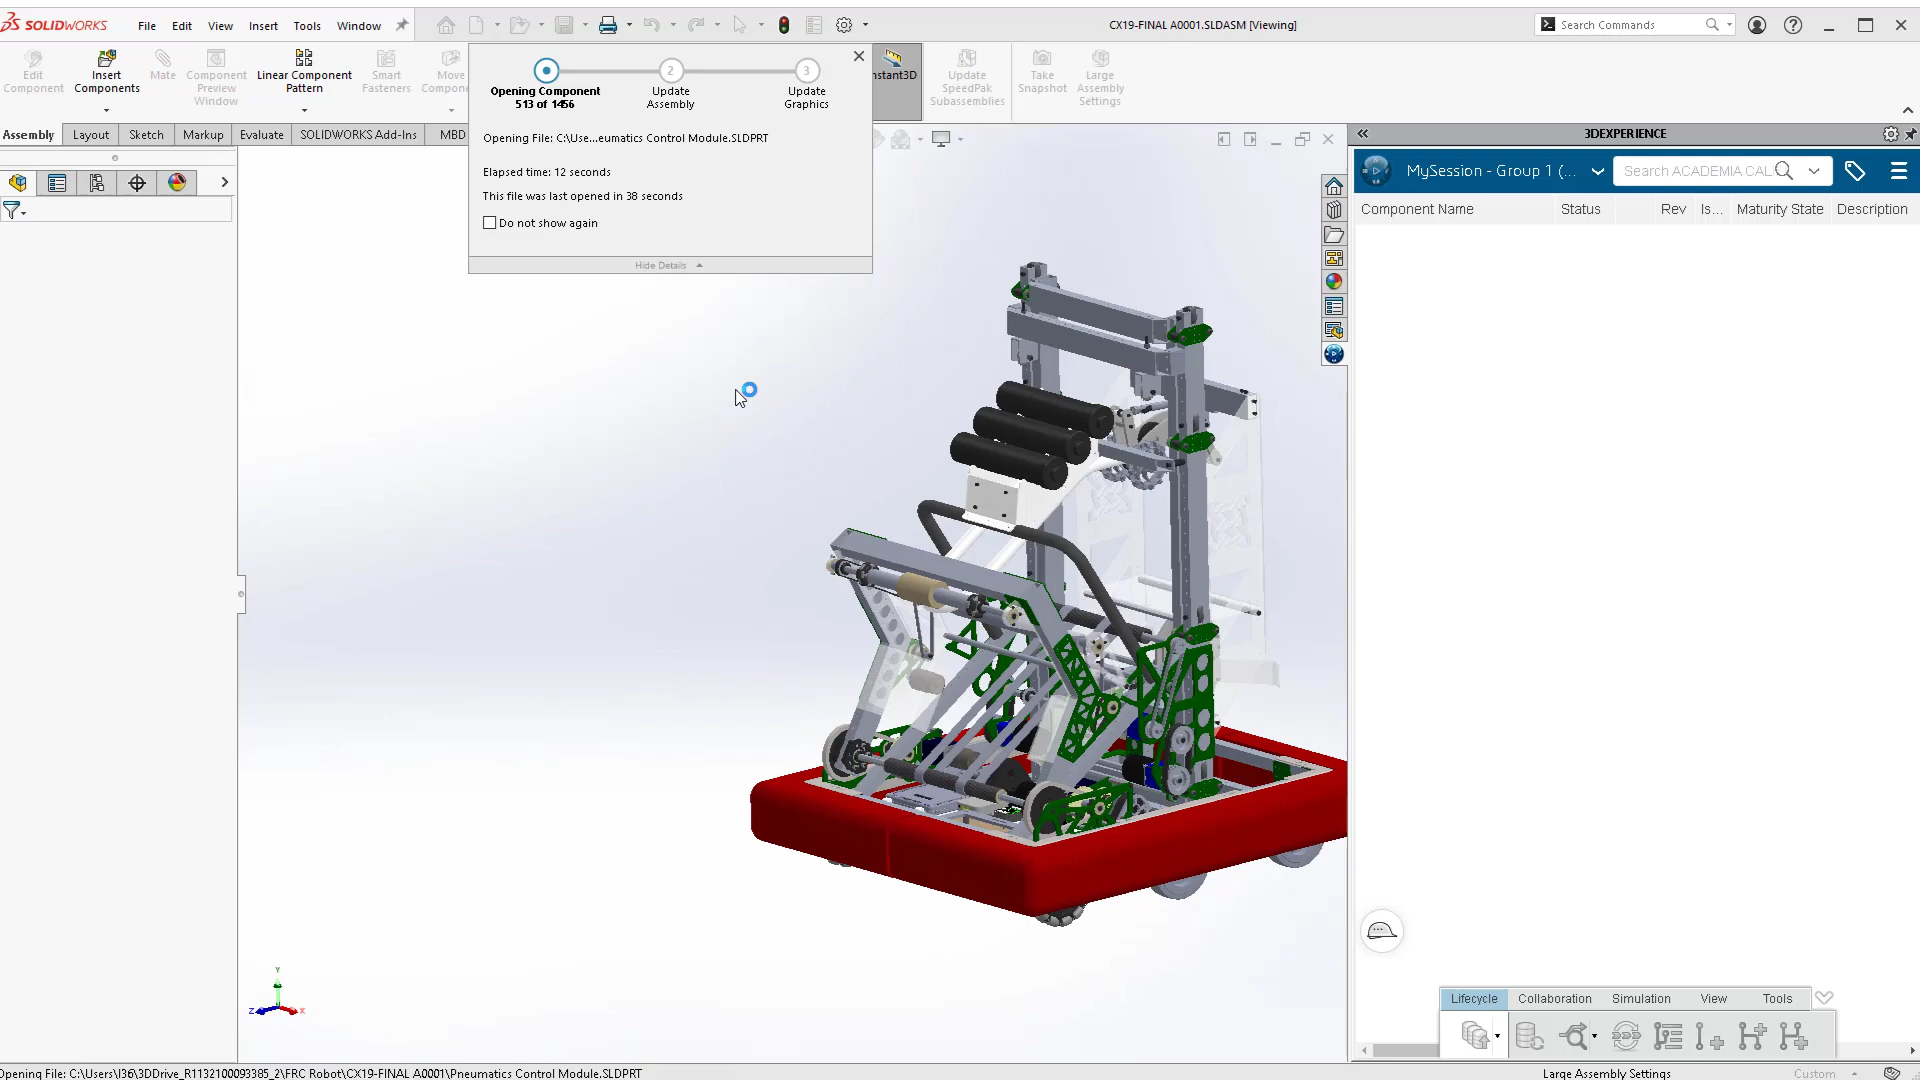 SOLIDWORKS
File
Edit
View
Insert
Tools
Window
CX19-FINAL A0001.SLDASM [Viewing]
Search Commands
Edit
Component
Insert
Components
Mate
Component
Preview
Window
Linear Component
Pattern
Smart
Fasteners
Move
Compone
Instant3D
Update
SpeedPak
Subassemblies
Take
Snapshot
Large
Assembly
Settings
1
2
3
Opening Component
513 of 1456
Update
Assembly
Update
Graphics
Opening File: C:\Use...eumatics Control Module.SLDPRT
Elapsed time: 12 seconds
This file was last opened in 38 seconds
Do not show again
Hide Details
Assembly
Layout
Sketch
Markup
Evaluate
SOLIDWORKS Add-Ins
MBD
3DEXPERIENCE
MySession - Group 1 (...
Search ACADEMIA CAL
Component Name
Status
Rev
Is...
Maturity State
Description
Y
Z
X
Lifecycle
Collaboration
Simulation
View
Tools
Opening File: C:\Users\I36\3DDrive_R1132100093385_2\FRC Robot\CX19-FINAL A0001\Pneumatics Control Module.SLDPRT
Large Assembly Settings
Custom